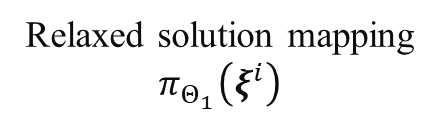 Relaxed solution mapping
π_{Θ_1}(ξ^i)